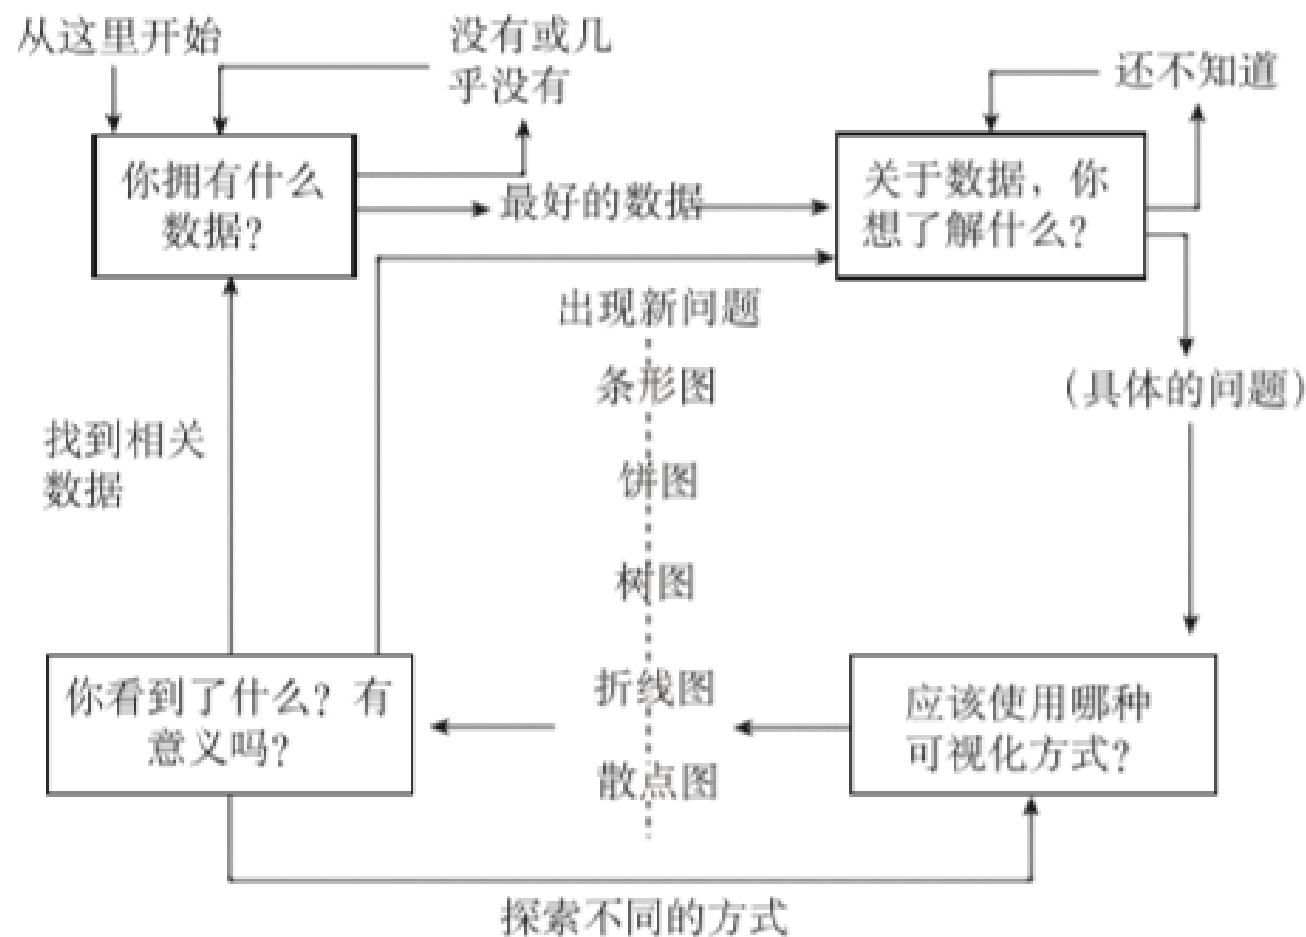 从这里开始
没有或几
乎没有
还不知道
你拥有什么
数据?
最好的数据
关于数据，你
想了解什么?
出现新问题
条形图
(具体的问题)
找到相关
数据
饼图
树图
你看到了什么? 有
意义吗?
折线图
应该使用哪种
可视化方式?
散点图
探索不同的方式